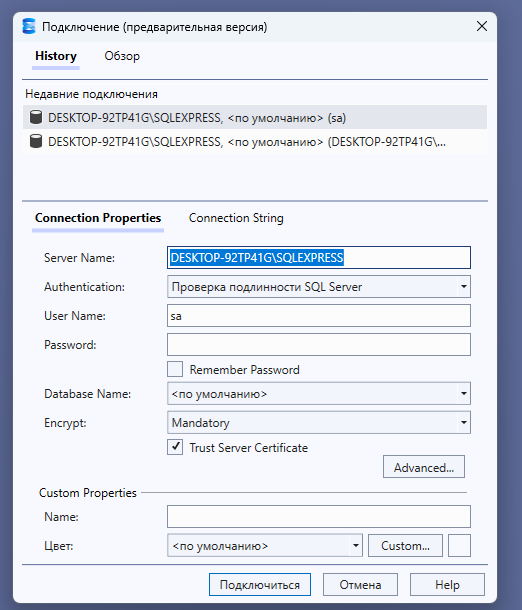 Подключение (предварительная версия)
History Обзор
Недавние подключения
DESKTOP-92TP41G\SQLEXPRESS, <по умолчанию> (sa)
DESKTOP-92TP41G\SQLEXPRESS, <по умолчанию> (DESKTOP-92TP41G\...
Connection Properties Connection String
Server Name: DESKTOP-92TP41G\SQLEXPRESS
Authentication: Проверка подлинности SQL Server
User Name: sa
Password:
Remember Password
Database Name: <по умолчанию>
Encrypt: Mandatory
Trust Server Certificate
Advanced...
Custom Properties
Name:
Цвет: <по умолчанию> Custom...
Подключиться Отмена Help